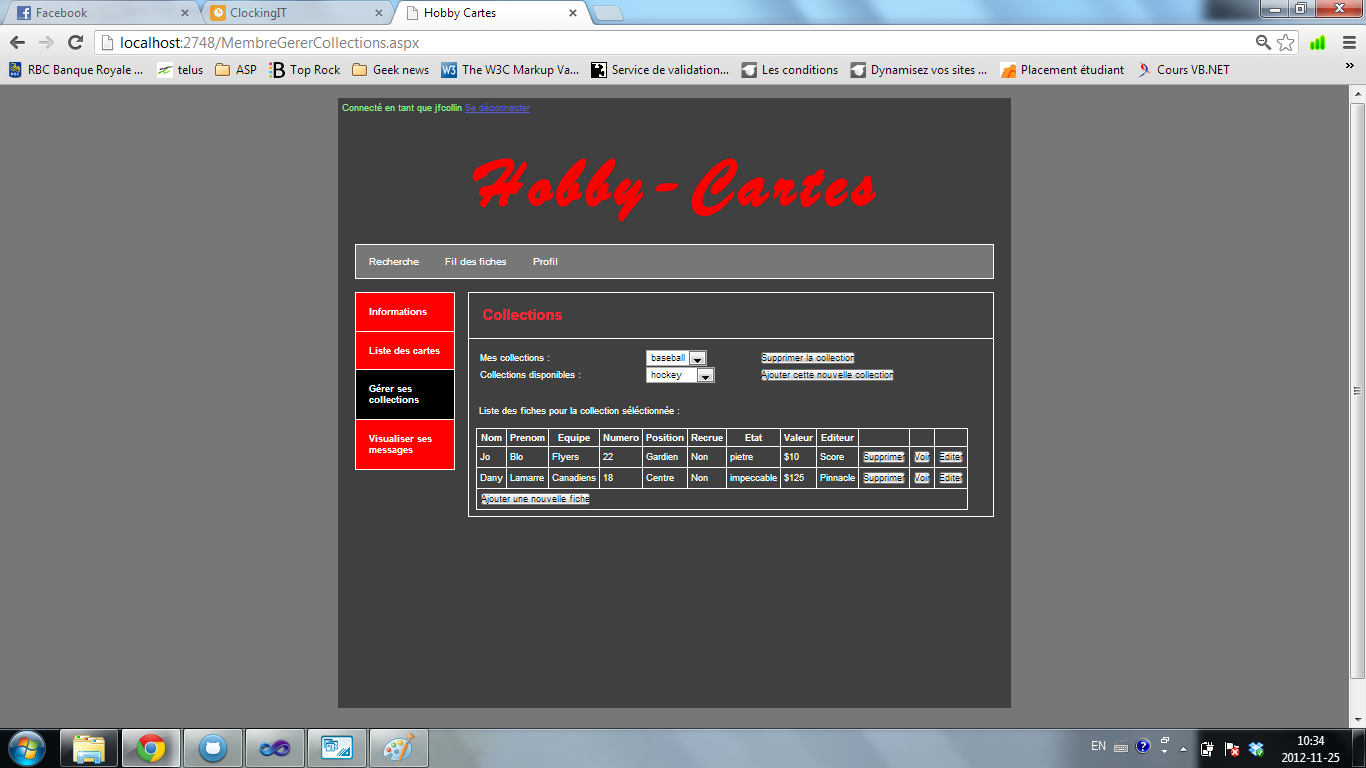 Facebook
ClockingIT
Hobby Cartes
localhost:2748/MembreGererCollections.aspx
RBC Banque Royale ... telus ASP Top Rock Geek news The W3C Markup Va... Service de validation... Les conditions Dynamisez vos sites ... Placement étudiant Cours VB.NET »
Connecté en tant que jfcollin Se déconnecter
Hobby-Cartes
Recherche Fil des fiches Profil
Informations
Liste des cartes
Gérer ses
collections
Visualiser ses
messages
Collections
Mes collections : baseball Supprimer la collection
Collections disponibles : hockey Ajouter cette nouvelle collection
Liste des fiches pour la collection séléctionnée :
Nom Prenom Equipe Numero Position Recrue Etat Valeur Editeur
Jo Blo Flyers 22 Gardien Non pietre $10 Score Supprimer Voir Editer
Dany Lamarre Canadiens 18 Centre Non impeccable $125 Pinnacle Supprimer Voir Editer
Ajouter une nouvelle fiche
EN 10:34
2012-11-25